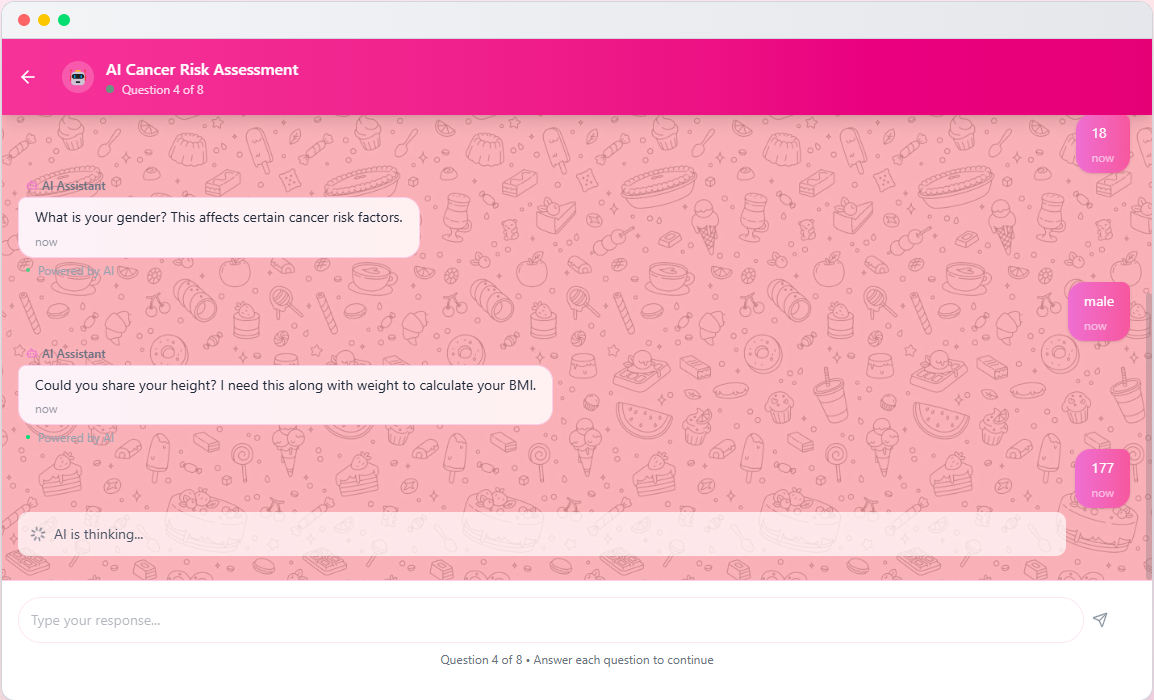 AI Cancer Risk Assessment
Question 4 of 8
18
now
AI Assistant
What is your gender? This affects certain cancer risk factors.
now
Powered by AI
male
now
AI Assistant
Could you share your height? I need this along with weight to calculate your BMI.
now
Powered by AI
177
now
AI is thinking...
Type your response...
Question 4 of 8 • Answer each question to continue